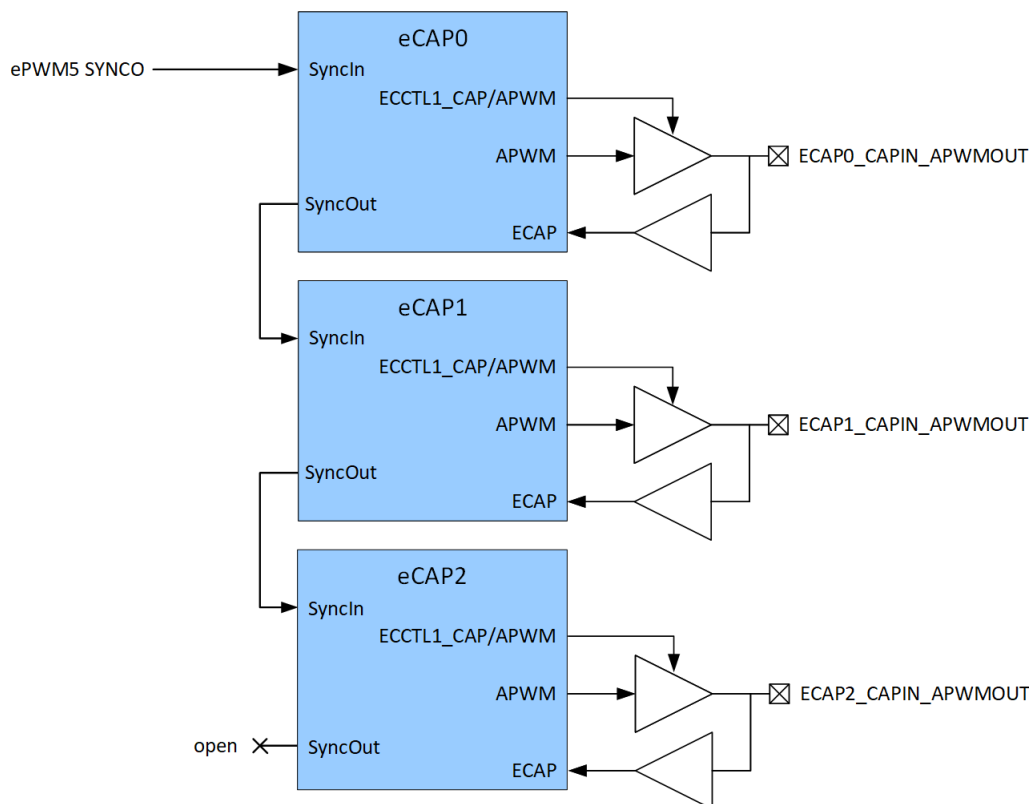 eCAP0
ePWM5 SYNCO
SyncIn
ECCTL1_CAP/APWM
APWM
ECAP0_CAPIN_APWMOUT
SyncOut
ECAP
eCAP1
SyncIn
ECCTL1_CAP/APWM
APWM
ECAP1_CAPIN_APWMOUT
SyncOut
ECAP
eCAP2
SyncIn
ECCTL1_CAP/APWM
APWM
ECAP2_CAPIN_APWMOUT
open
SyncOut
ECAP